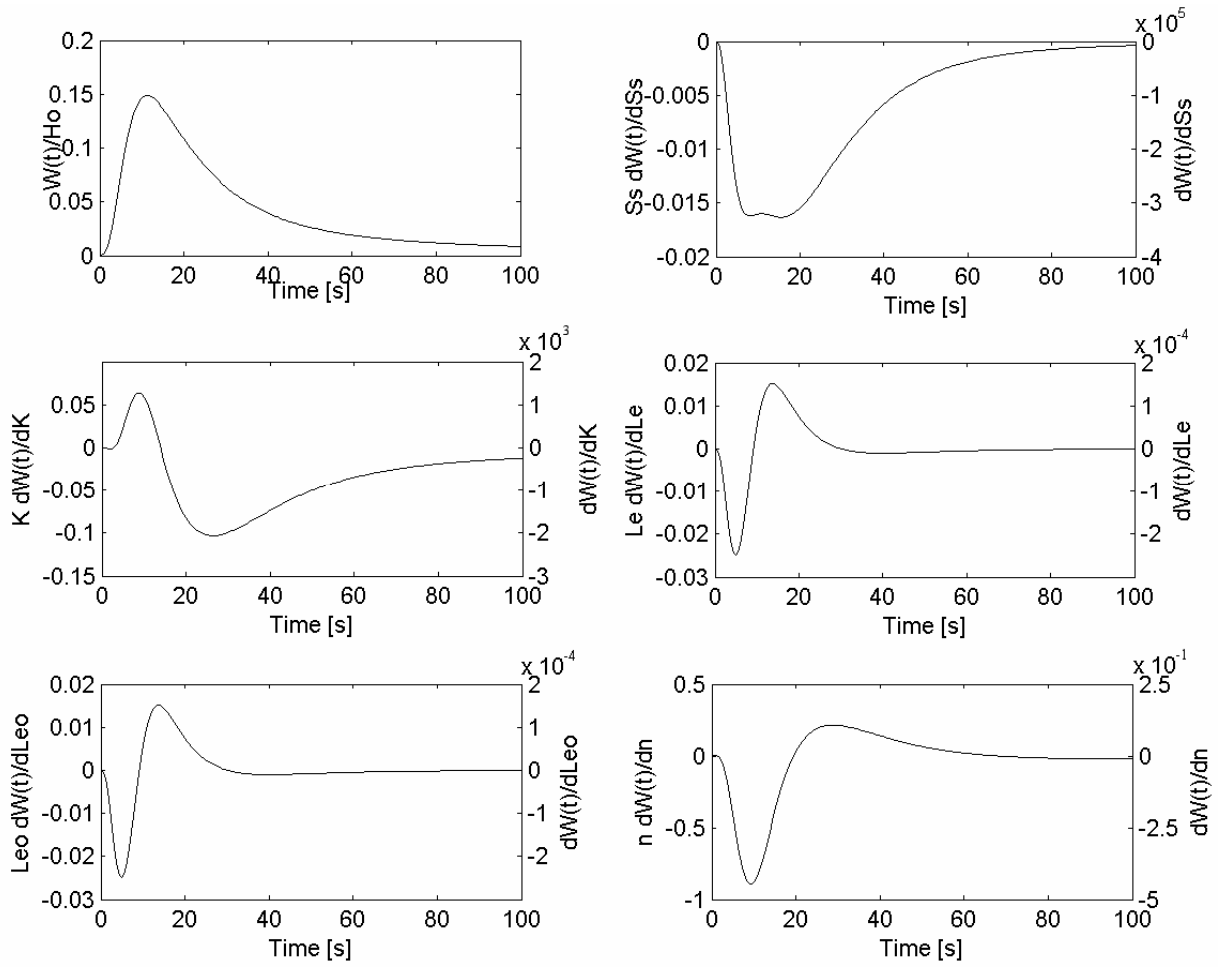 W(t)/Ho
0.2
0.15
0.1
0.05
0
0 20 40 60 80 100
Time [s]
x 10^5
Ss dW(t)/dSs
0
-0.005
-0.01
-0.015
-0.02
0
-1
-2
-3
-4
dW(t)/dSs
0 20 40 60 80 100
Time [s]
x 10^3
K dW(t)/dK
0.05
0
-0.05
-0.1
-0.15
2
1
0
-1
-2
-3
dW(t)/dK
0 20 40 60 80 100
Time [s]
x 10^-4
Le dW(t)/dLe
0.02
0.01
0
-0.01
-0.02
-0.03
2
1
0
-1
-2
dW(t)/dLe
0 20 40 60 80 100
Time [s]
x 10^-4
Leo dW(t)/dLeo
0.02
0.01
0
-0.01
-0.02
-0.03
2
1
0
-1
-2
dW(t)/dLeo
0 20 40 60 80 100
Time [s]
x 10^-1
n dW(t)/dn
0.5
0
-0.5
-1
2.5
0
-2.5
-5
dW(t)/dn
0 20 40 60 80 100
Time [s]